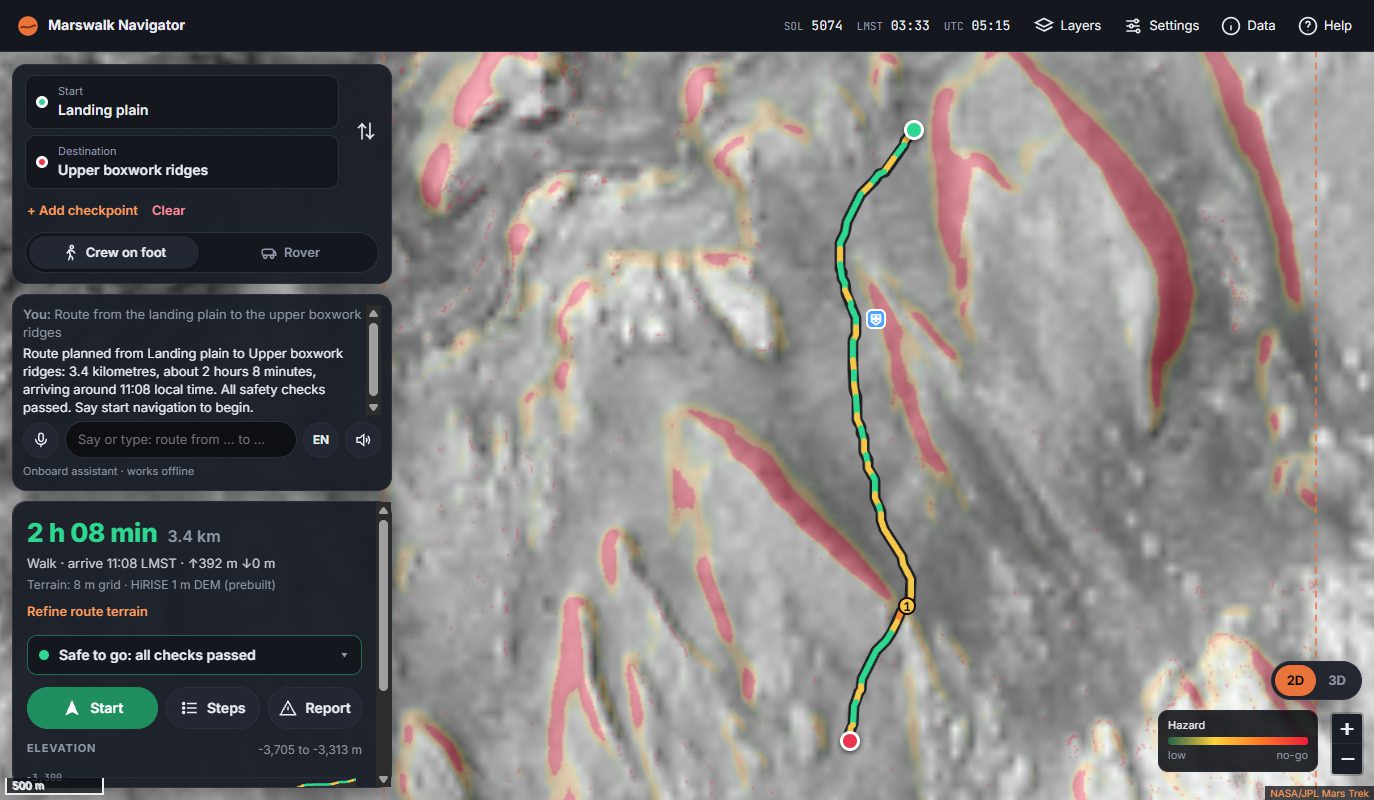 Marswalk Navigator
SOL 5074 LMST 03:33 UTC 05:15 Layers Settings Data Help
Start
Landing plain
Destination
Upper boxwork ridges
+ Add checkpoint Clear
Crew on foot Rover
You: Route from the landing plain to the upper boxwork
ridges
Route planned from Landing plain to Upper boxwork
ridges: 3.4 kilometres, about 2 hours 8 minutes,
arriving around 11:08 local time. All safety checks
passed. Say start navigation to begin.
Say or type: route from ... to ... EN
Onboard assistant · works offline
2 h 08 min 3.4 km
Walk · arrive 11:08 LMST · ↑392 m ↓0 m
Terrain: 8 m grid · HiRISE 1 m DEM (prebuilt)
Refine route terrain
Safe to go: all checks passed
Start Steps Report
ELEVATION -3,705 to -3,313 m
500 m
1
2D 3D
Hazard
low no-go
+
−
NASA/JPL Mars Trek